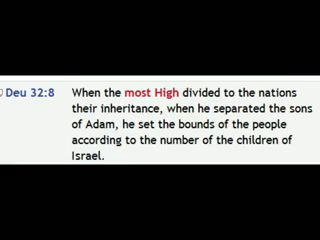 Deu 32:8 When the most High divided to the nations
their inheritance, when he separated the sons
of Adam, he set the bounds of the people
according to the number of the children of
Israel.